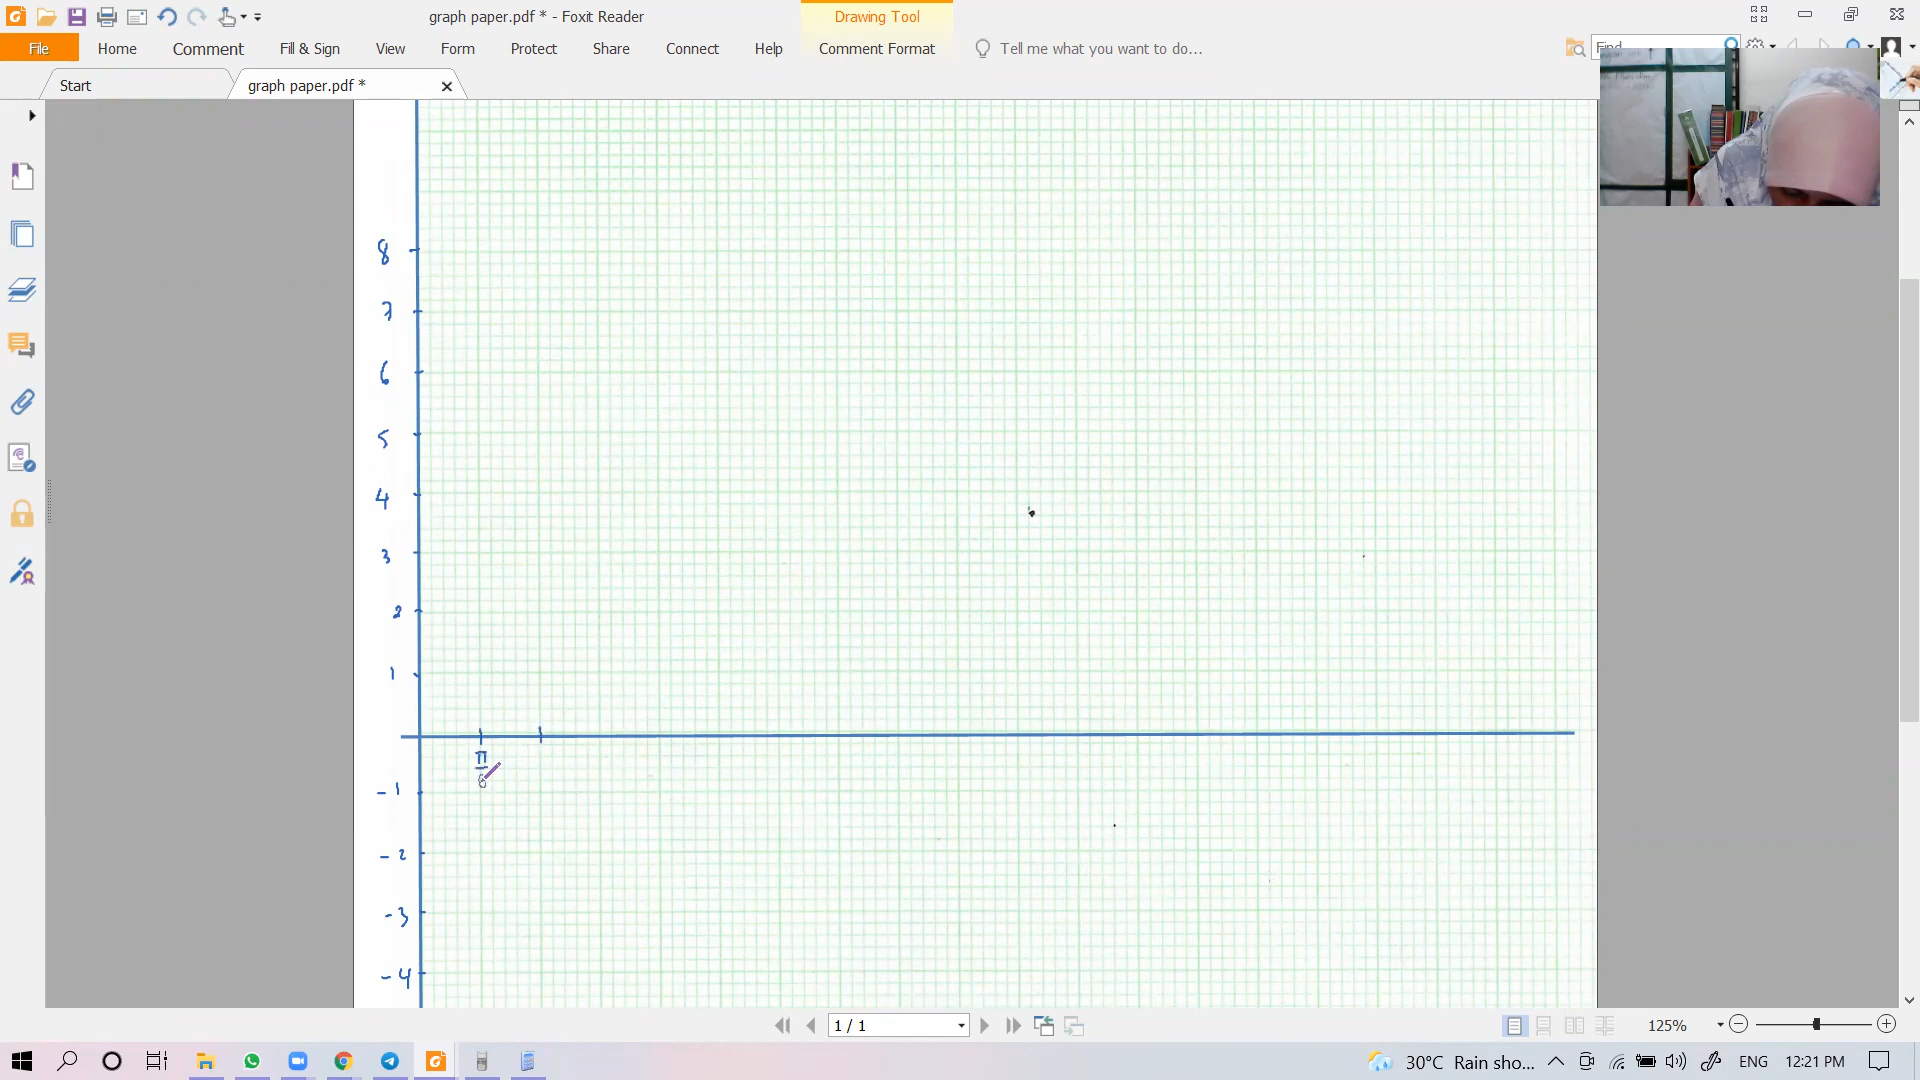 graph paper.pdf * - Foxit Reader
Drawing Tool
File Home Comment Fill & Sign View Form Protect Share Connect Help Comment Format Tell me what you want to do...
Find
Start graph paper.pdf *
8
7
6
5
4
3
2
1
π
8
-1
-2
-3
-4
1 / 1
125%
30°C Rain sho...
ENG
12:21 PM